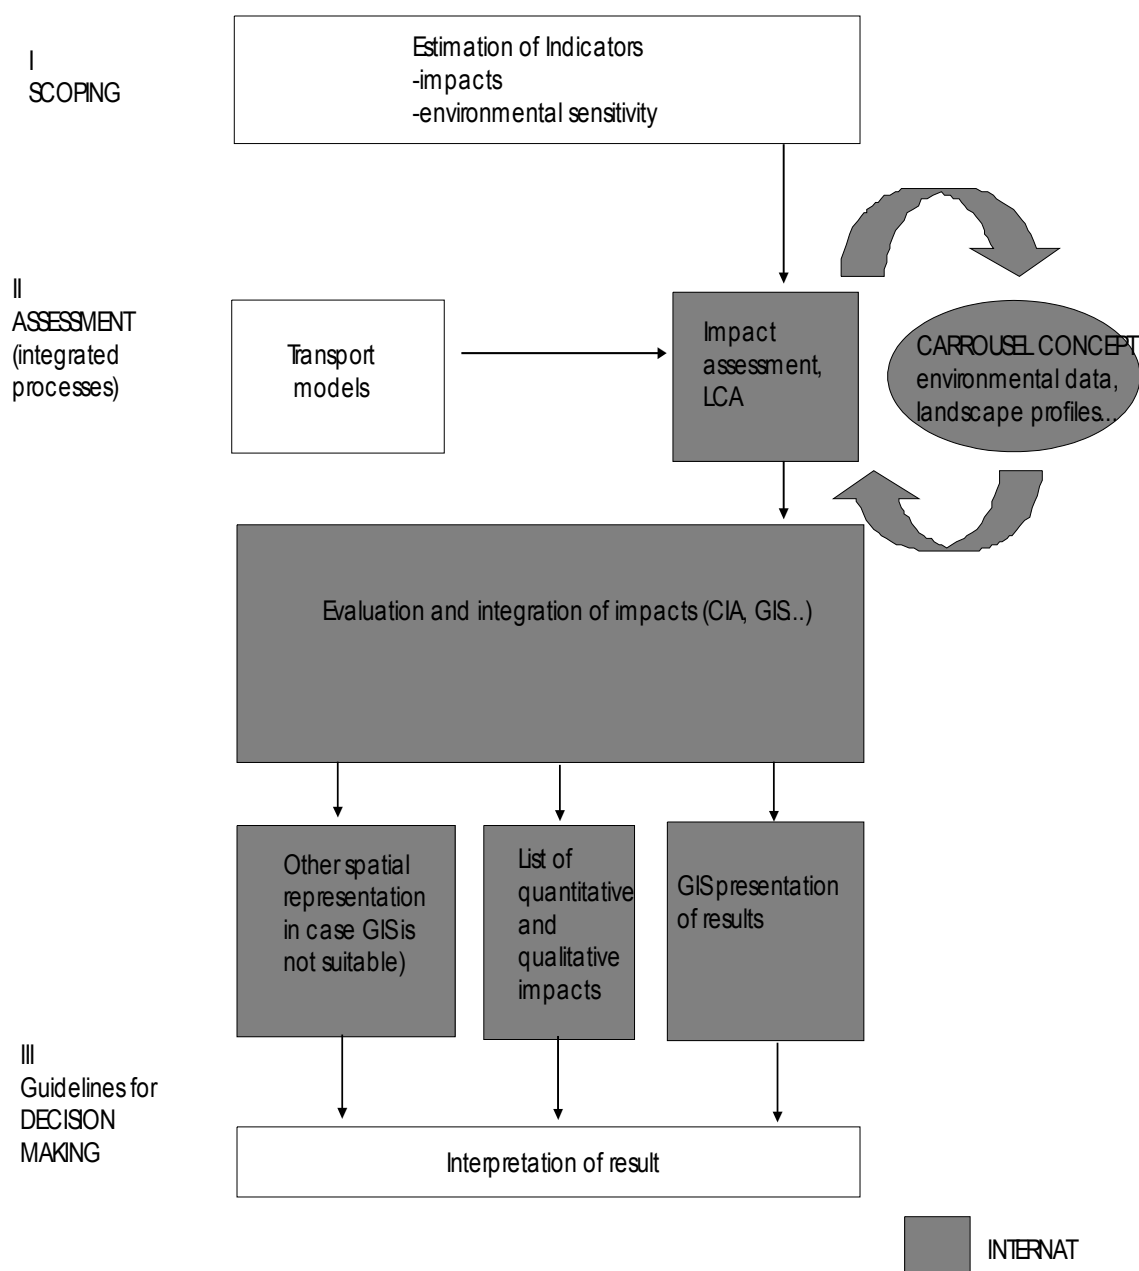 I
SCOPING
Estimation of Indicators
-impacts
-environmental sensitivity
II
ASSESSMENT
(integrated
processes)
Transport
models
Impact
assessment,
LCA
CARROUSEL CONCEPT
environmental data,
landscape profiles...
Evaluation and integration of impacts (CIA, GIS...)
Other spatial
representation
in case GIS is
not suitable)
List of
quantitative
and
qualitative
impacts
GIS presentation
of results
III
Guidelines for
DECISION
MAKING
Interpretation of result
INTERNAT